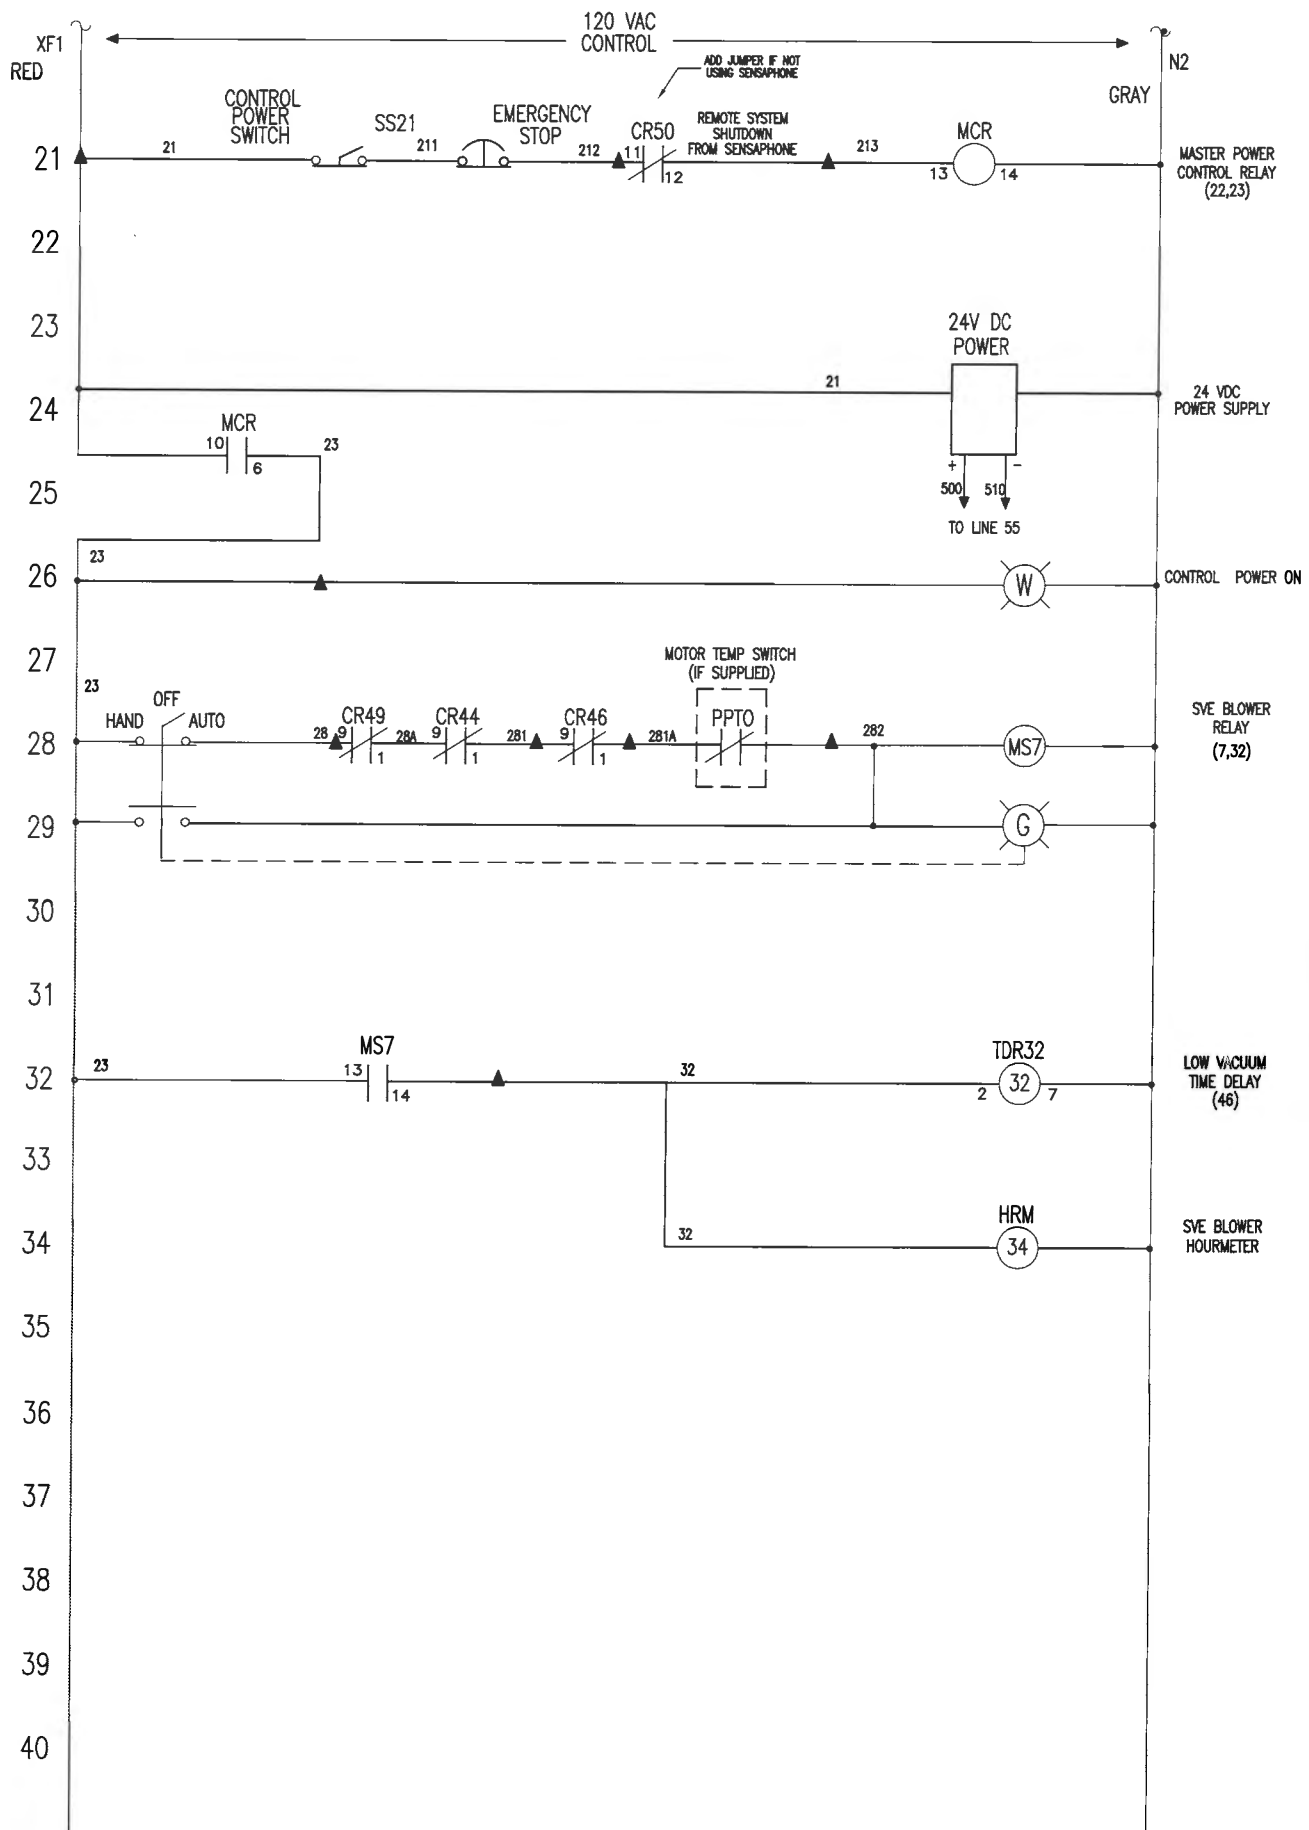 120 VAC
CONTROL
XF1
RED
N2
GRAY
ADD JUMPER IF NOT
USING SENSAPHONE
CONTROL
POWER
SWITCH
SS21
EMERGENCY
STOP
CR50
REMOTE SYSTEM
SHUTDOWN
FROM SENSAPHONE
MCR
21
21
211
212
11
12
213
13
14
MASTER POWER
CONTROL RELAY
(22,23)
22
23
24V DC
POWER
21
24
24 VDC
POWER SUPPLY
MCR
10
6
23
+
-
500
510
TO LINE 55
25
23
26
W
CONTROL POWER ON
27
MOTOR TEMP SWITCH
(IF SUPPLIED)
23
OFF
HAND
AUTO
CR49
CR44
CR46
PPTO
28
28
9
1
28A
9
1
281
9
1
281A
282
MS7
SVE BLOWER
RELAY
(7,32)
29
G
30
31
MS7
TDR32
32
23
13
14
32
2
32
7
LOW VACUUM
TIME DELAY
(46)
33
HRM
34
32
34
SVE BLOWER
HOURMETER
35
36
37
38
39
40